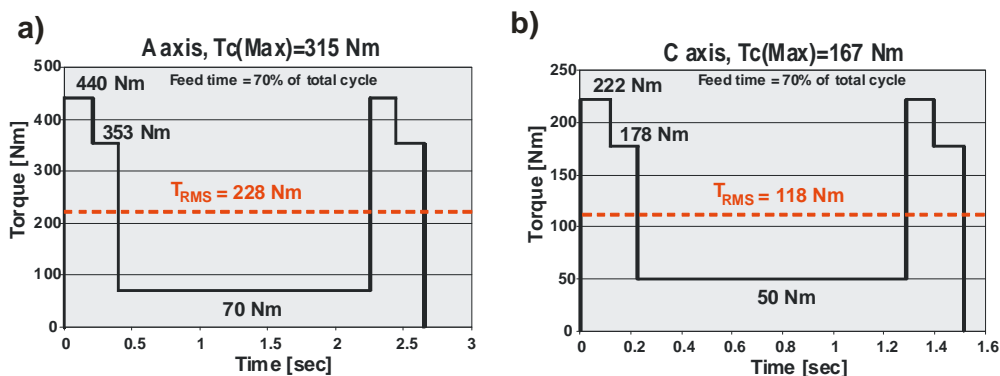 a)
A axis, Tc(Max)=315 Nm
Feed time = 70% of total cycle
500
400
300
200
100
0
Torque [Nm]
440 Nm
353 Nm
TRMS = 228 Nm
70 Nm
0
0.5
1
1.5
2
2.5
3
Time [sec]
b)
C axis, Tc(Max)=167 Nm
Feed time = 70% of total cycle
250
200
150
100
50
0
Torque [Nm]
222 Nm
178 Nm
TRMS = 118 Nm
50 Nm
0
0.2
0.4
0.6
0.8
1
1.2
1.4
1.6
Time [sec]